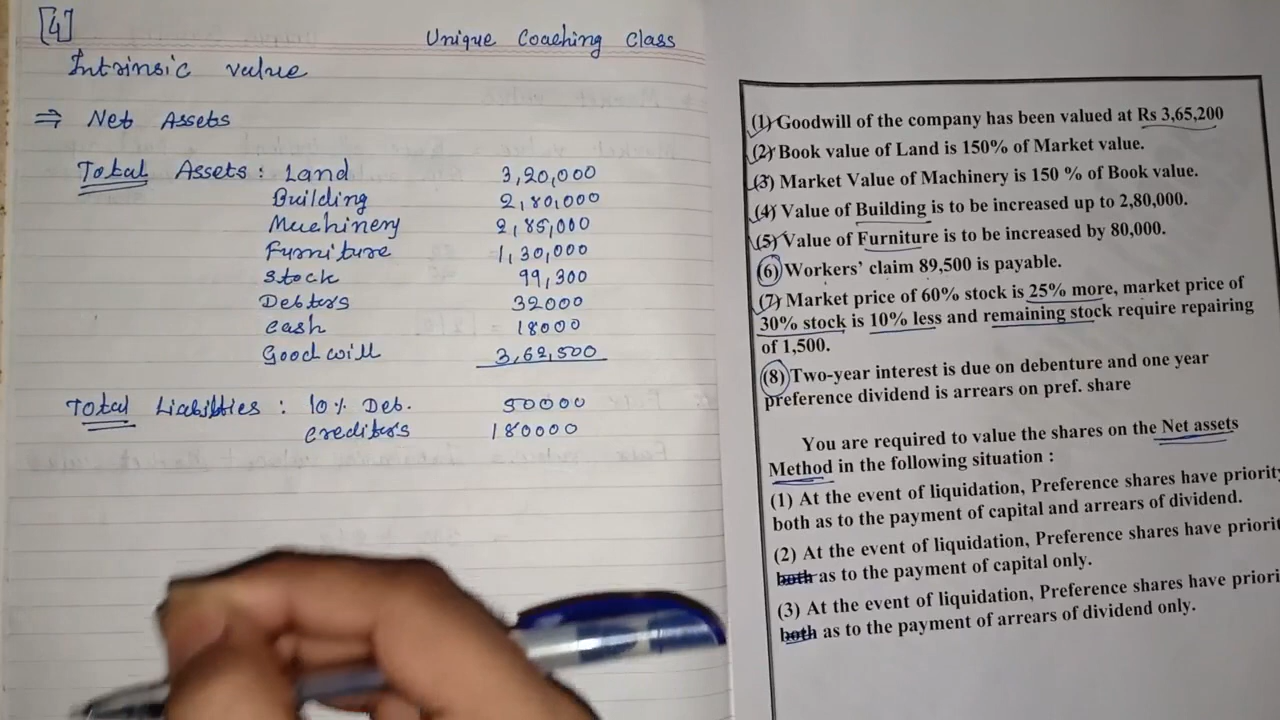 [4]
Unique Coaching Class
Intrinsic value
⇒ Net Assets
Total Assets : Land 3,20,000
Building 2,80,000
Machinery 2,85,000
Furniture 1,30,000
Stock 99,300
Debtors 32000
Cash 18000
Goodwill 3,62,500
Total Liabilities : 10% Deb. 50000
Creditors 180000
(1) Goodwill of the company has been valued at Rs 3,65,200
(2) Book value of Land is 150% of Market value.
(3) Market Value of Machinery is 150 % of Book value.
(4) Value of Building is to be increased up to 2,80,000.
(5) Value of Furniture is to be increased by 80,000.
(6) Workers’ claim 89,500 is payable.
(7) Market price of 60% stock is 25% more, market price of
30% stock is 10% less and remaining stock require repairing
of 1,500.
(8) Two-year interest is due on debenture and one year
preference dividend is arrears on pref. share
You are required to value the shares on the Net assets
Method in the following situation :
(1) At the event of liquidation, Preference shares have priority
both as to the payment of capital and arrears of dividend.
(2) At the event of liquidation, Preference shares have priorit
both as to the payment of capital only.
(3) At the event of liquidation, Preference shares have priori
both as to the payment of arrears of dividend only.